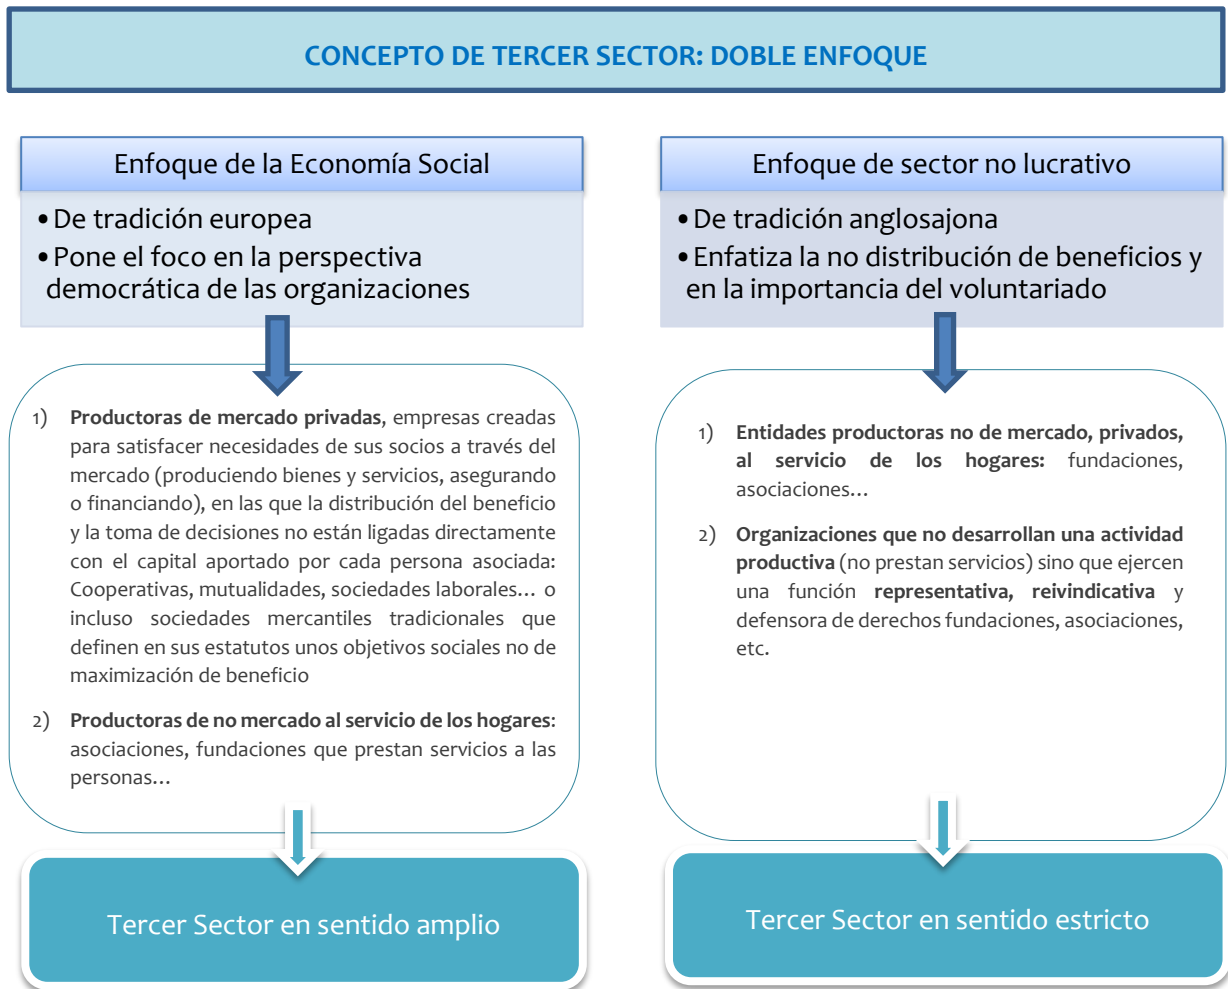 CONCEPTO DE TERCER SECTOR: DOBLE ENFOQUE
Enfoque de la Economía Social
•De tradición europea
•Pone el foco en la perspectiva
democrática de las organizaciones
1) Productoras de mercado privadas, empresas creadas
para satisfacer necesidades de sus socios a través del
mercado (produciendo bienes y servicios, asegurando
o financiando), en las que la distribución del beneficio
y la toma de decisiones no están ligadas directamente
con el capital aportado por cada persona asociada:
Cooperativas, mutualidades, sociedades laborales… o
incluso sociedades mercantiles tradicionales que
definen en sus estatutos unos objetivos sociales no de
maximización de beneficio
2) Productoras de no mercado al servicio de los hogares:
asociaciones, fundaciones que prestan servicios a las
personas…
Tercer Sector en sentido amplio
Enfoque de sector no lucrativo
•De tradición anglosajona
•Enfatiza la no distribución de beneficios y
en la importancia del voluntariado
1) Entidades productoras no de mercado, privados,
al servicio de los hogares: fundaciones,
asociaciones…
2) Organizaciones que no desarrollan una actividad
productiva (no prestan servicios) sino que ejercen
una función representativa, reivindicativa y
defensora de derechos fundaciones, asociaciones,
etc.
Tercer Sector en sentido estricto